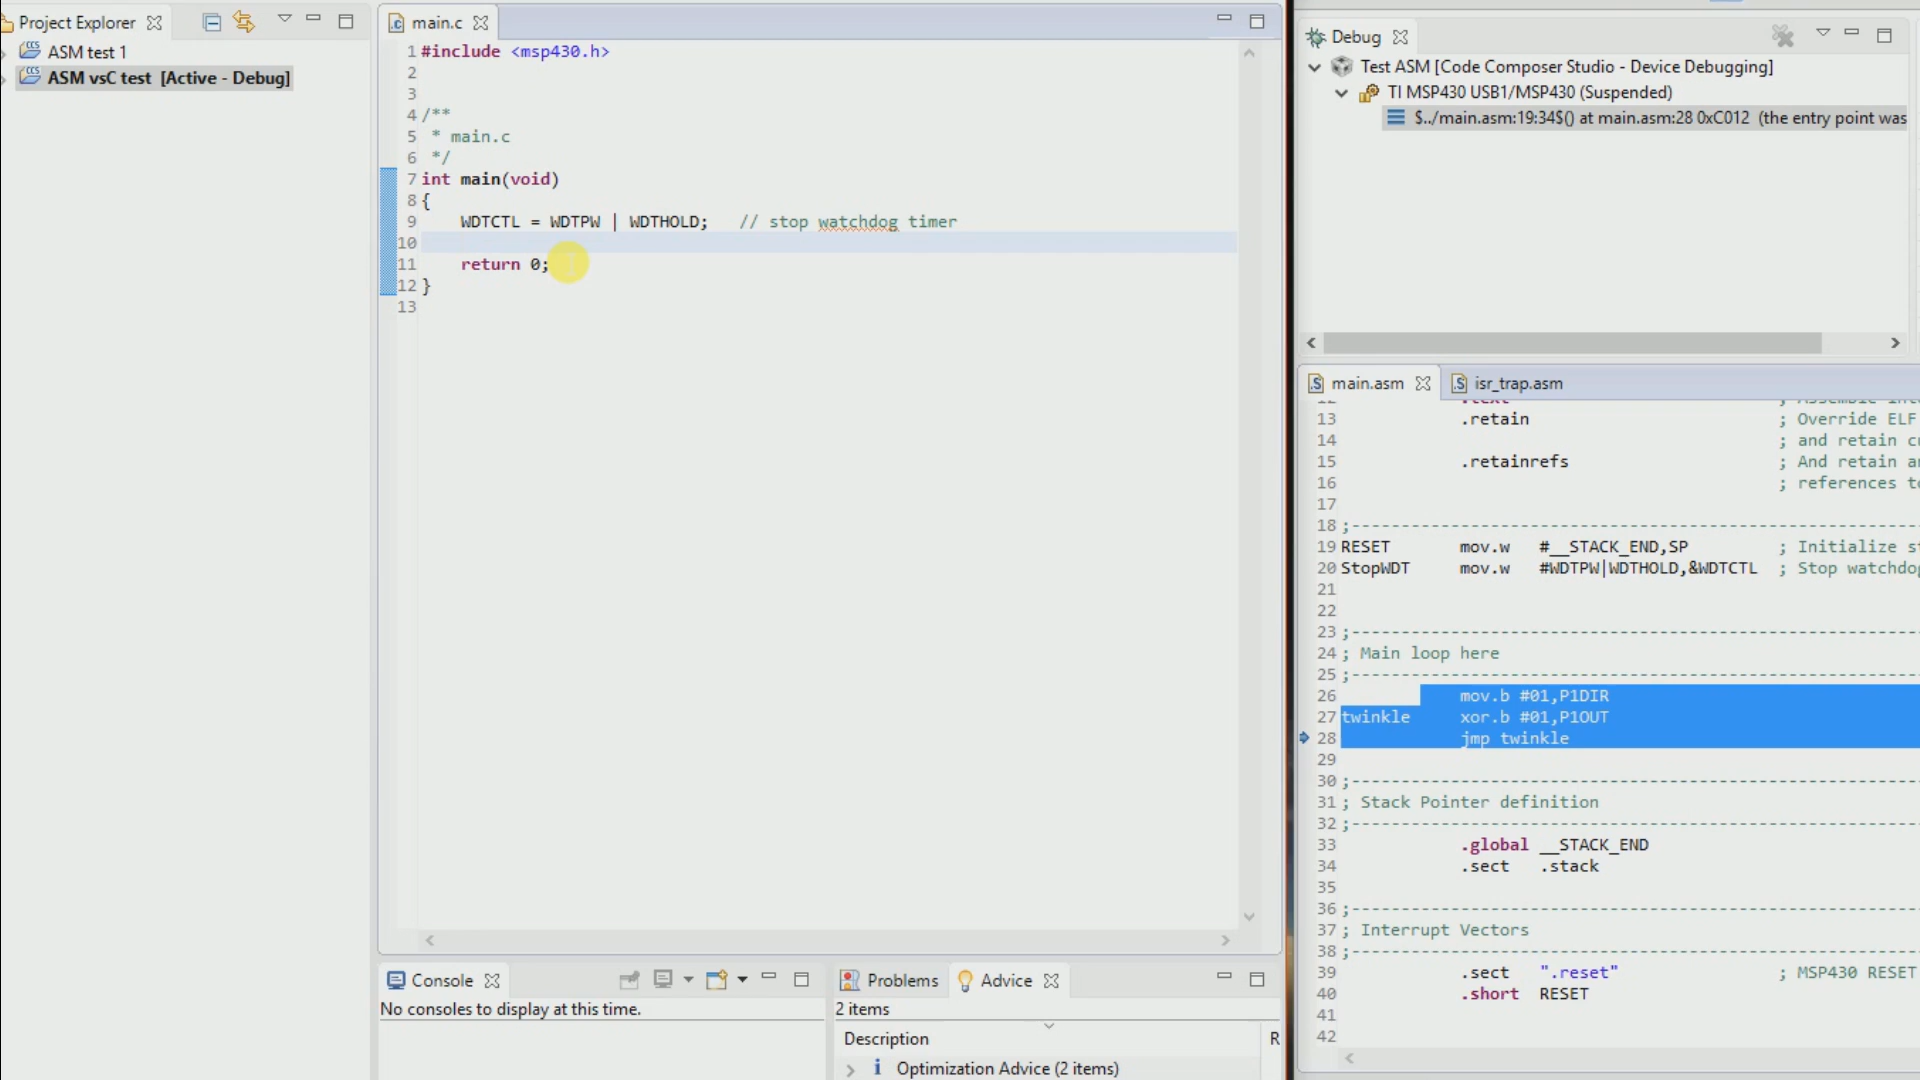 Project Explorer
ASM test 1
ASM vsC test [Active - Debug]
main.c
1 #include <msp430.h>
2
3
4 /**
5 * main.c
6 */
7 int main(void)
8 {
9 WDTCTL = WDTPW | WDTHOLD; // stop watchdog timer
10
11 return 0;
12 }
13
Console
No consoles to display at this time.
Problems
Advice
2 items
Description
R
Optimization Advice (2 items)
Debug
Test ASM [Code Composer Studio - Device Debugging]
TI MSP430 USB1/MSP430 (Suspended)
$../main.asm:19:34$() at main.asm:28 0xC012 (the entry point was
main.asm
isr_trap.asm
13 .retain ; Override ELF
14 ; and retain
15 .retainrefs ; And retain
16 ; references
17
18 ;-------------------------------------------------------
19 RESET mov.w #__STACK_END,SP ; Initialize
20 StopWDT mov.w #WDTPW|WDTHOLD,&WDTCTL ; Stop watchdog
21
22
23 ;-------------------------------------------------------
24 ; Main loop here
25 ;-------------------------------------------------------
26 mov.b #01,P1DIR
27 twinkle xor.b #01,P1OUT
28 jmp twinkle
29
30 ;-------------------------------------------------------
31 ; Stack Pointer definition
32 ;-------------------------------------------------------
33 .global __STACK_END
34 .sect .stack
35
36 ;-------------------------------------------------------
37 ; Interrupt Vectors
38 ;-------------------------------------------------------
39 .sect ".reset" ; MSP430 RESET
40 .short RESET
41
42